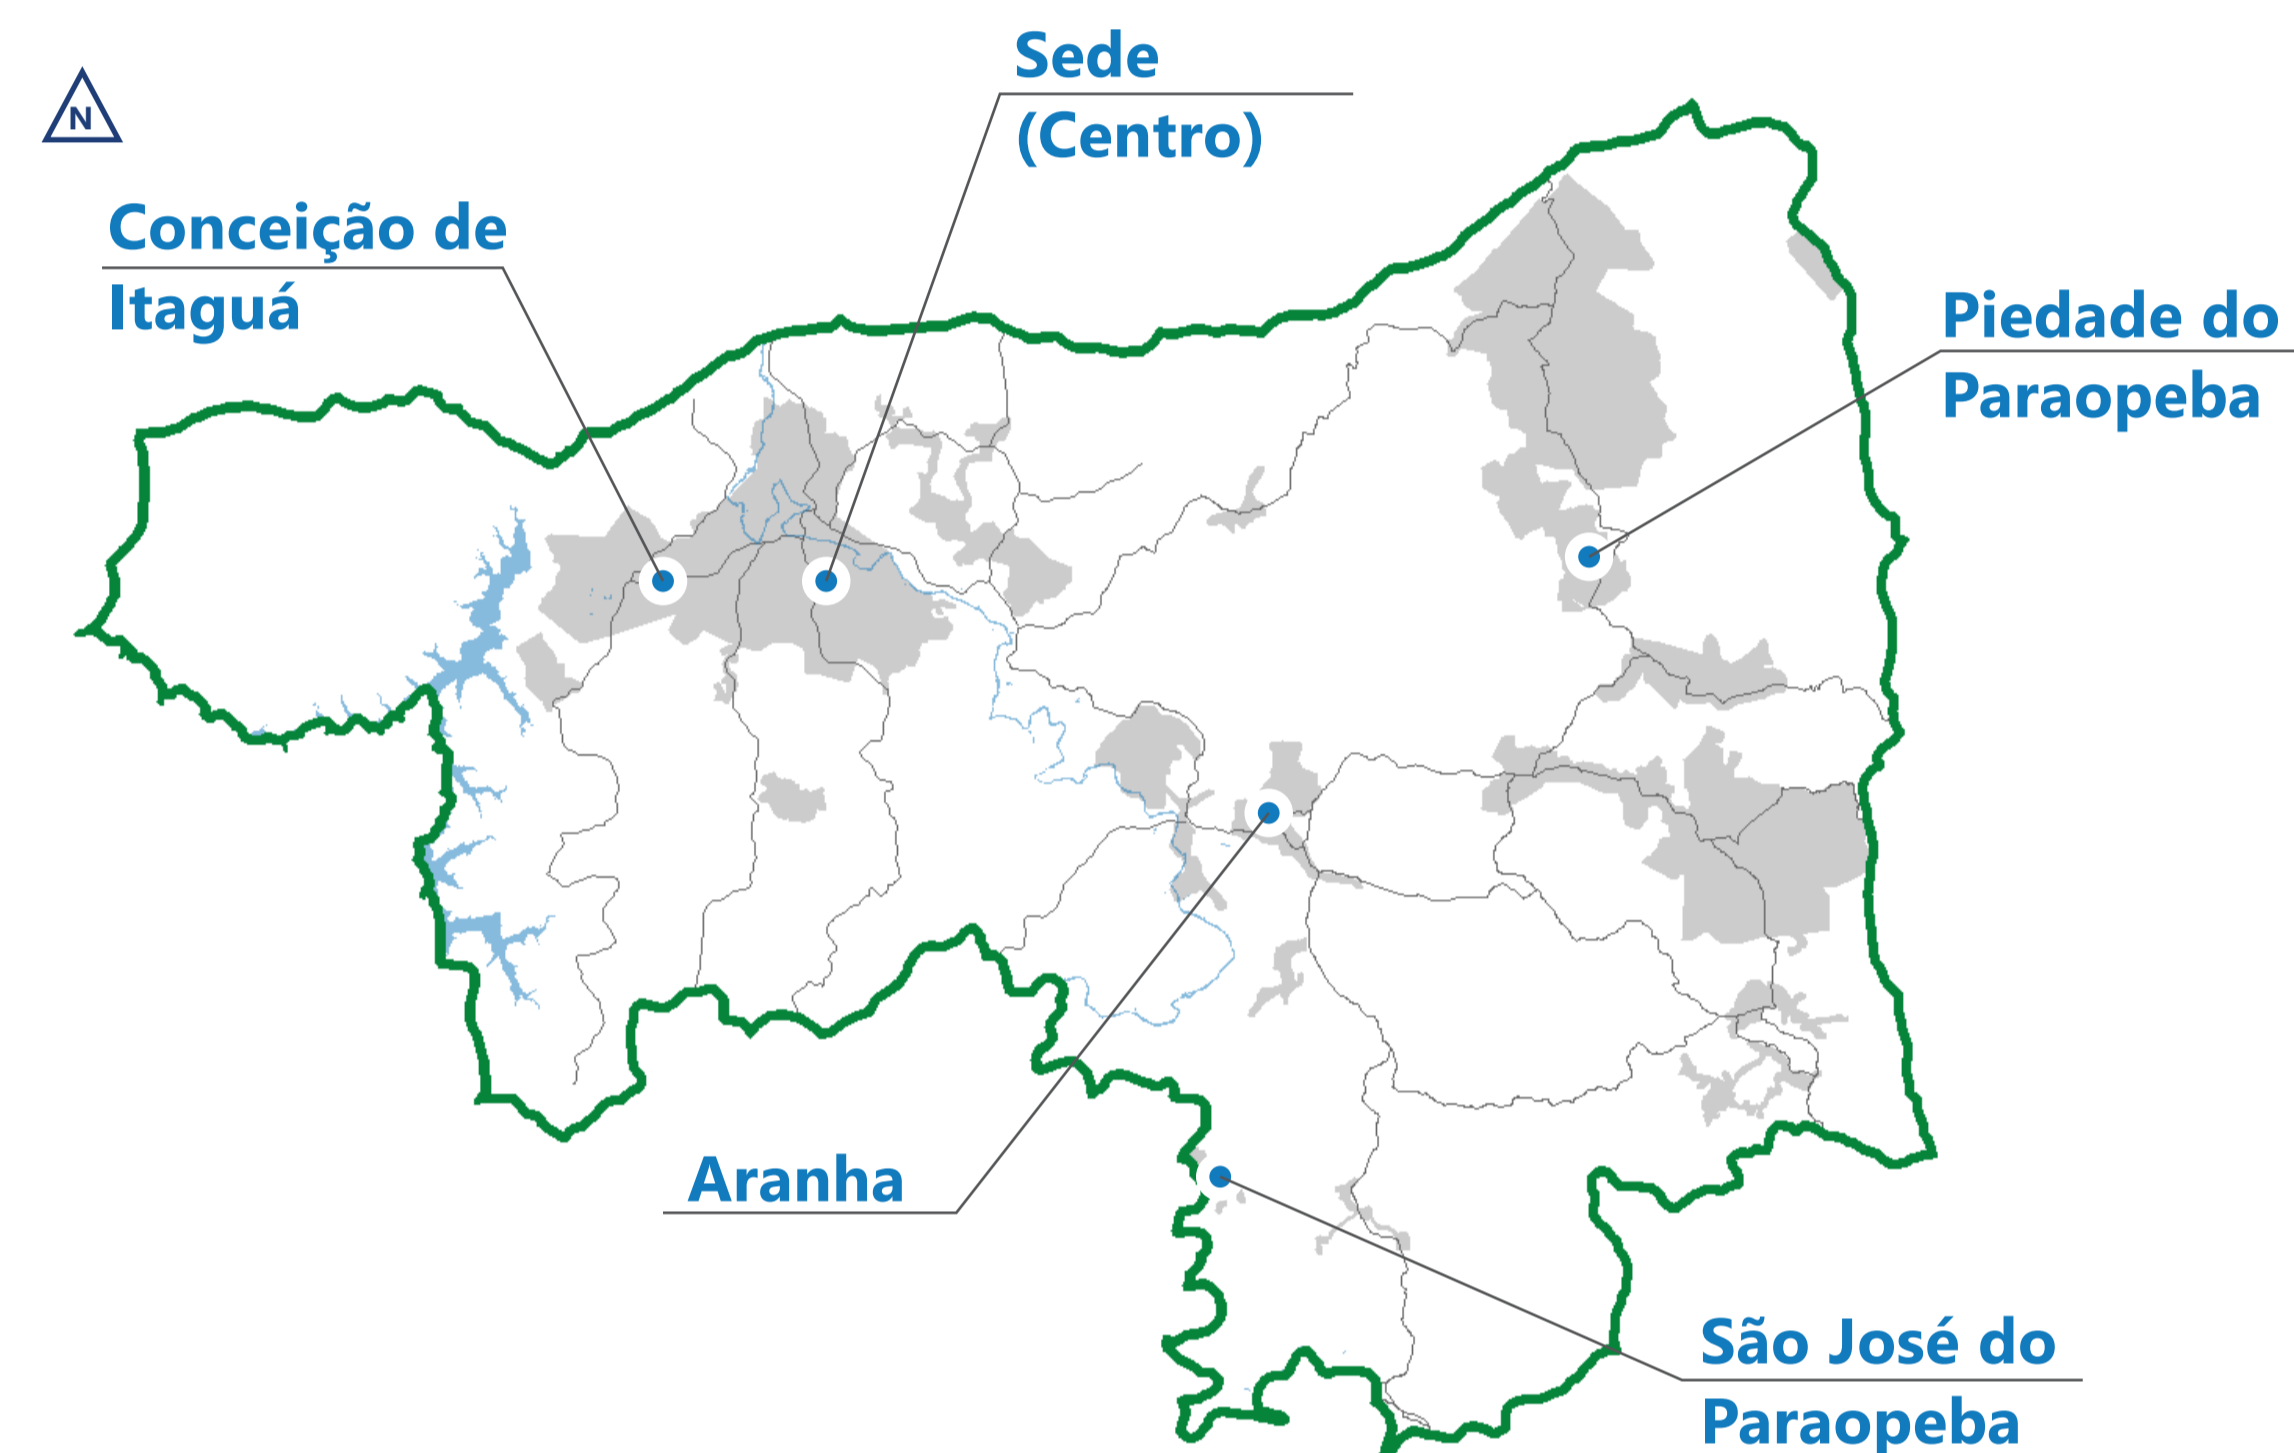 Sede
(Centro)
N
Conceição de
Itaguá
Piedade do
Paraopeba
Aranha
São José do
Paraopeba